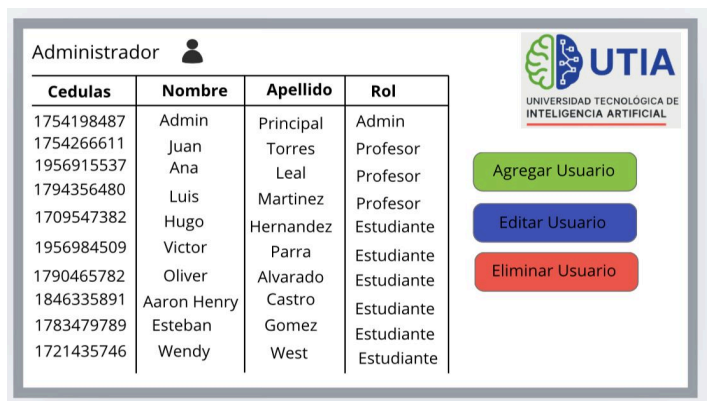 Administrador
UTIA
UNIVERSIDAD TECNOLÓGICA DE
INTELIGENCIA ARTIFICIAL
Cedulas Nombre Apellido Rol
1754198487 Admin Principal Admin
1754266611 Juan Torres Profesor
1956915537 Ana Leal Profesor
1794356480 Luis Martinez Profesor
1709547382 Hugo Hernandez Estudiante
1956984509 Victor Parra Estudiante
1790465782 Oliver Alvarado Estudiante
1846335891 Aaron Henry Castro Estudiante
1783479789 Esteban Gomez Estudiante
1721435746 Wendy West Estudiante
Agregar Usuario
Editar Usuario
Eliminar Usuario